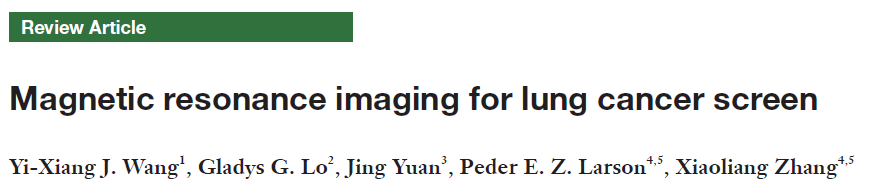 Review Article
Magnetic resonance imaging for lung cancer screen
Yi-Xiang J. Wang¹, Gladys G. Lo², Jing Yuan³, Peder E. Z. Larson⁴,⁵, Xiaoliang Zhang⁴,⁵